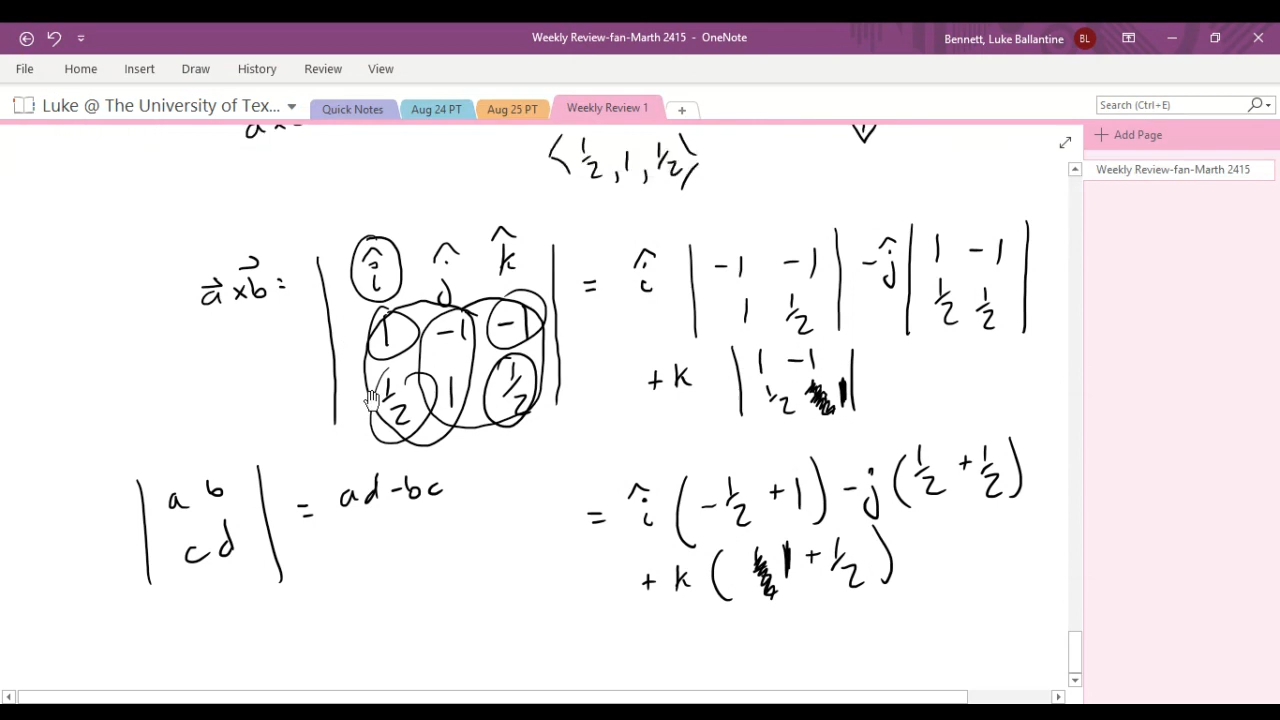 Weekly Review-fan-Marth 2415 - OneNote
Bennett, Luke Ballantine BL
File Home Insert Draw History Review View
Luke @ The University of Tex... Quick Notes Aug 24 PT Aug 25 PT Weekly Review 1 + Search (Ctrl+E)
+ Add Page
Weekly Review-fan-Marth 2415
a x =
⟨ 1/2 , 1 , 1/2 ⟩
a⃗ x b⃗ = | î ĵ k̂ | = î | -1 -1 | - ĵ | 1 -1 |
| 1 -1 -1 | | 1 1/2 | | 1/2 1/2 |
| 1/2 1 1/2 | + k | 1 -1 |
| 1/2 1 |
| a b | = ad - bc
| c d |
= î ( - 1/2 + 1 ) - j ( 1/2 + 1/2 )
+ k ( 1 + 1/2 )